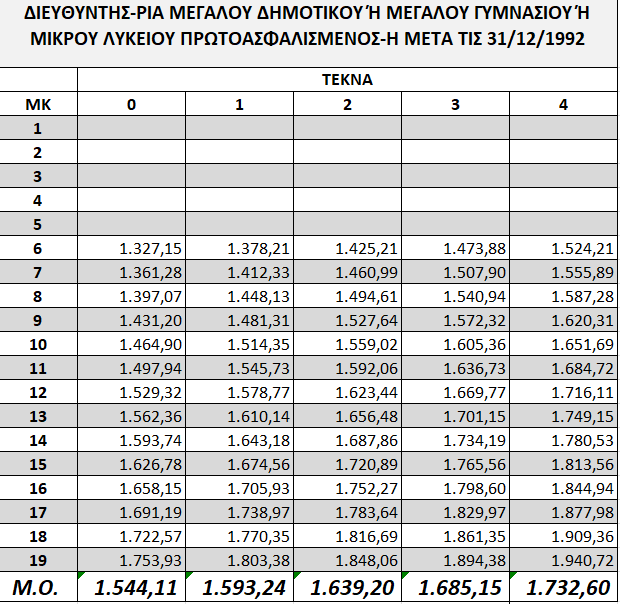 ΔΙΕΥΘΥΝΤΗΣ-ΡΙΑ ΜΕΓΑΛΟΥ ΔΗΜΟΤΙΚΟΥ Ή ΜΕΓΑΛΟΥ ΓΥΜΝΑΣΙΟΥ Ή
ΜΙΚΡΟΥ ΛΥΚΕΙΟΥ ΠΡΩΤΟΑΣΦΑΛΙΣΜΕΝΟΣ-Η ΜΕΤΑ ΤΙΣ 31/12/1992
ΤΕΚΝΑ
ΜΚ 0 1 2 3 4
1
2
3
4
5
6 1.327,15 1.378,21 1.425,21 1.473,88 1.524,21
7 1.361,28 1.412,33 1.460,99 1.507,90 1.555,89
8 1.397,07 1.448,13 1.494,61 1.540,94 1.587,28
9 1.431,20 1.481,31 1.527,64 1.572,32 1.620,31
10 1.464,90 1.514,35 1.559,02 1.605,36 1.651,69
11 1.497,94 1.545,73 1.592,06 1.636,73 1.684,72
12 1.529,32 1.578,77 1.623,44 1.669,77 1.716,11
13 1.562,36 1.610,14 1.656,48 1.701,15 1.749,15
14 1.593,74 1.643,18 1.687,86 1.734,19 1.780,53
15 1.626,78 1.674,56 1.720,89 1.765,56 1.813,56
16 1.658,15 1.705,93 1.752,27 1.798,60 1.844,94
17 1.691,19 1.738,97 1.783,64 1.829,97 1.877,98
18 1.722,57 1.770,35 1.816,69 1.861,35 1.909,36
19 1.753,93 1.803,38 1.848,06 1.894,38 1.940,72
Μ.Ο. 1.544,11 1.593,24 1.639,20 1.685,15 1.732,60